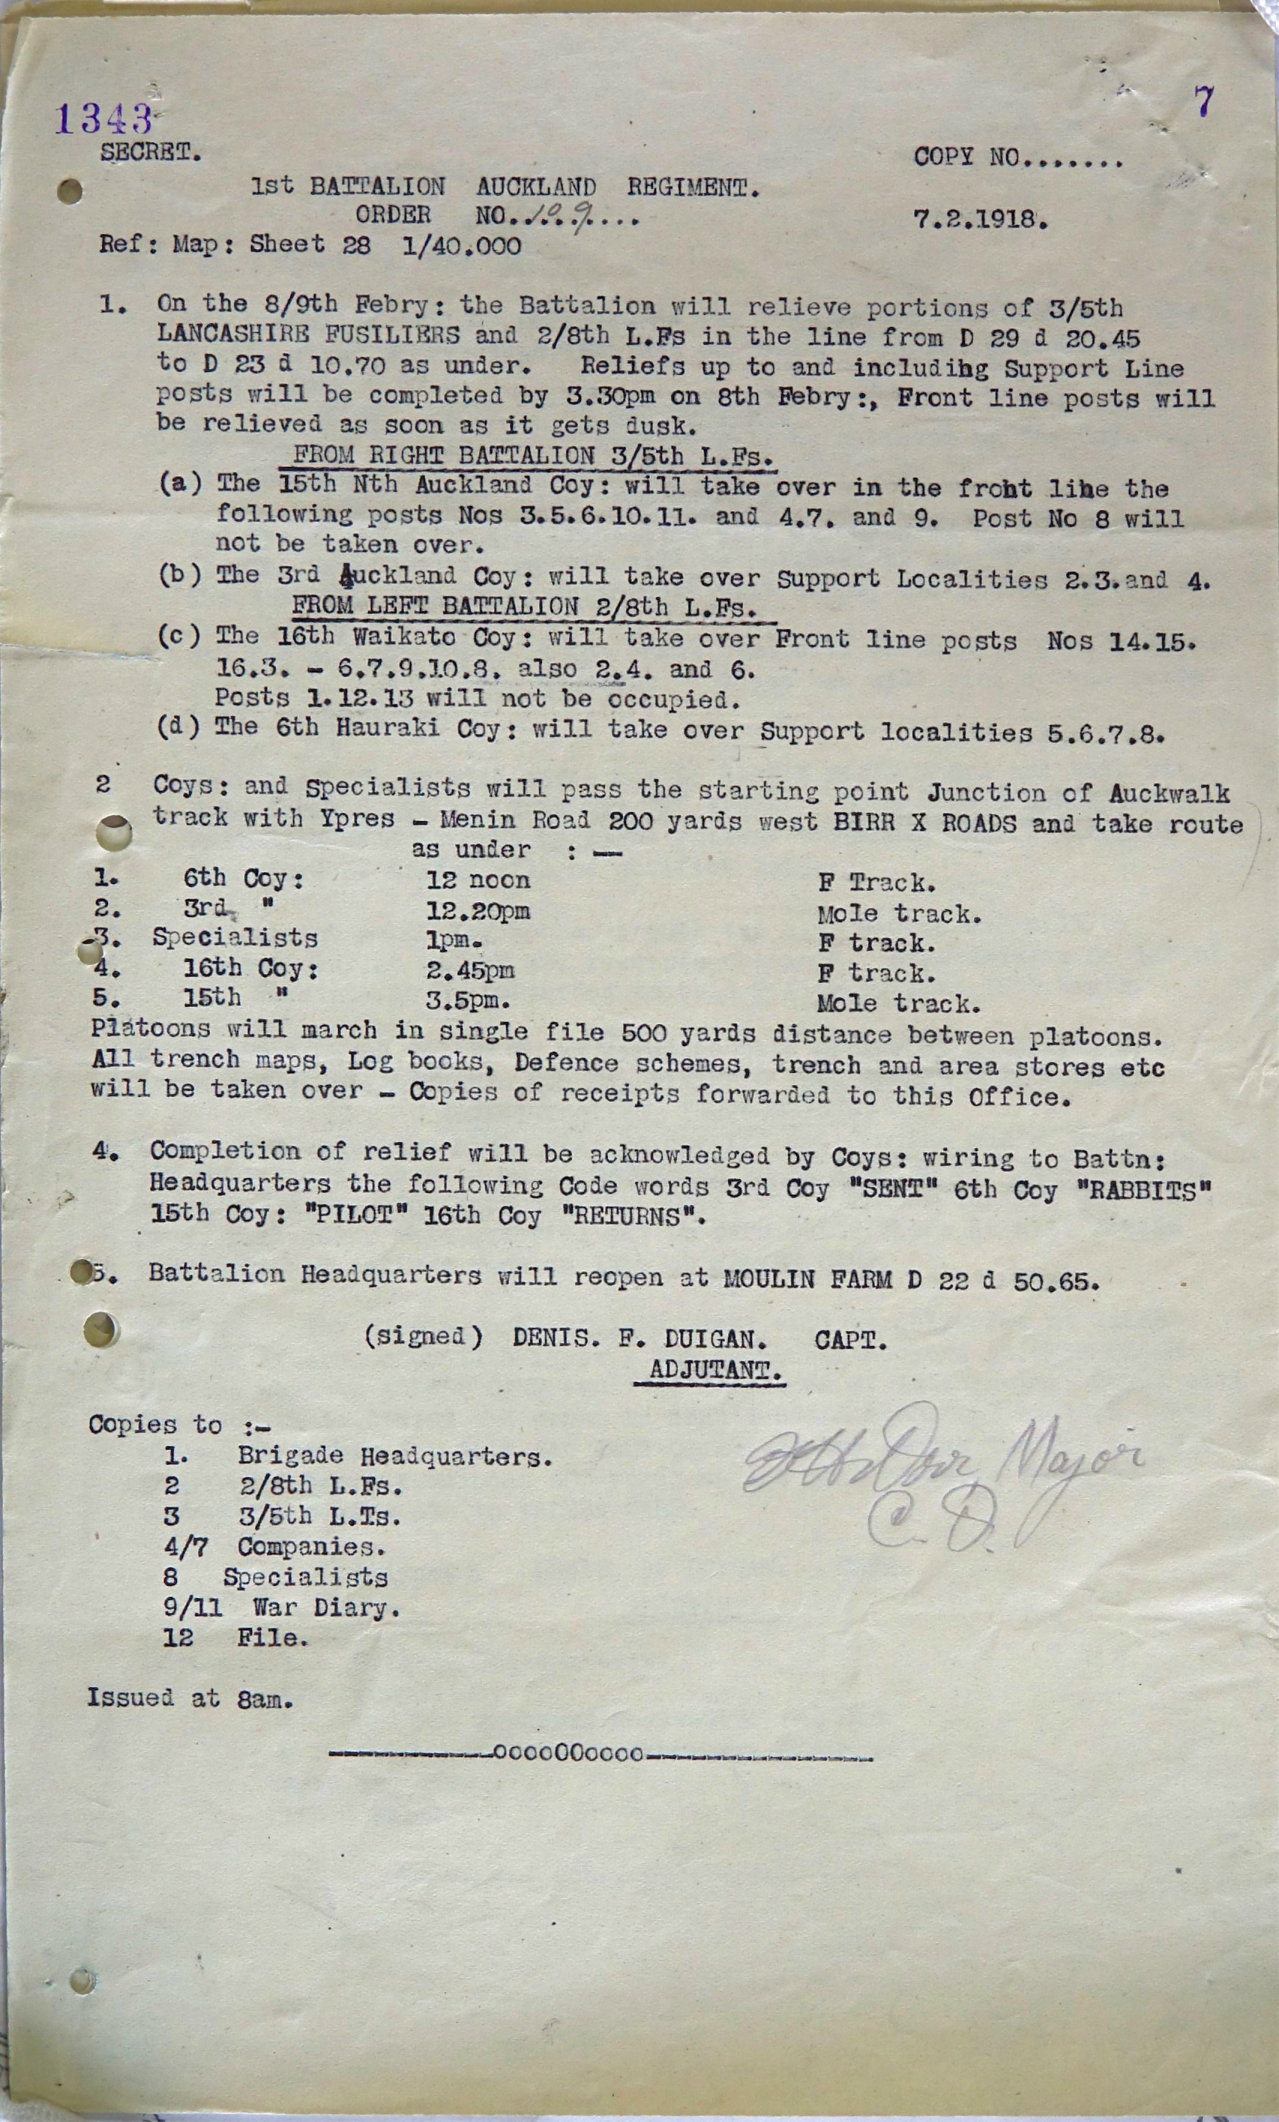 1343
7
SECRET.
COPY NO.......
1st BATTALION AUCKLAND REGIMENT.
ORDER NO..109....
7.2.1918.
Ref: Map: Sheet 28 1/40.000
1. On the 8/9th Febry: the Battalion will relieve portions of 3/5th
LANCASHIRE FUSILIERS and 2/8th L.Fs in the line from D 29 d 20.45
to D 23 d 10.70 as under. Reliefs up to and including Support Line
posts will be completed by 3.30pm on 8th Febry:, Front line posts will
be relieved as soon as it gets dusk.
FROM RIGHT BATTALION 3/5th L.Fs.
(a) The 15th Nth Auckland Coy: will take over in the front line the
following posts Nos 3.5.6.10.11. and 4.7. and 9. Post No 8 will
not be taken over.
(b) The 3rd Auckland Coy: will take over Support Localities 2.3.and 4.
FROM LEFT BATTALION 2/8th L.Fs.
(c) The 16th Waikato Coy: will take over Front line posts Nos 14.15.
16.3. - 6.7.9.10.8. also 2.4. and 6.
Posts 1.12.13 will not be occupied.
(d) The 6th Hauraki Coy: will take over Support localities 5.6.7.8.
2 Coys: and Specialists will pass the starting point Junction of Auckwalk
track with Ypres - Menin Road 200 yards west BIRR X ROADS and take route
as under : -
1. 6th Coy: 12 noon F Track.
2. 3rd. " 12.20pm Mole track.
3. Specialists 1pm. F track.
4. 16th Coy: 2.45pm F track.
5. 15th " 3.5pm. Mole track.
Platoons will march in single file 500 yards distance between platoons.
All trench maps, Log books, Defence schemes, trench and area stores etc
will be taken over - Copies of receipts forwarded to this Office.
4. Completion of relief will be acknowledged by Coys: wiring to Battn:
Headquarters the following Code words 3rd Coy "SENT" 6th Coy "RABBITS"
15th Coy: "PILOT" 16th Coy "RETURNS".
5. Battalion Headquarters will reopen at MOULIN FARM D 22 d 50.65.
(signed) DENIS. F. DUIGAN. CAPT.
ADJUTANT.
Copies to :-
1. Brigade Headquarters.
2 2/8th L.Fs.
3 3/5th L.Ts.
4/7 Companies.
8 Specialists
9/11 War Diary.
12 File.
Major
C.O.
Issued at 8am.
-----------oooo00oooo---------------